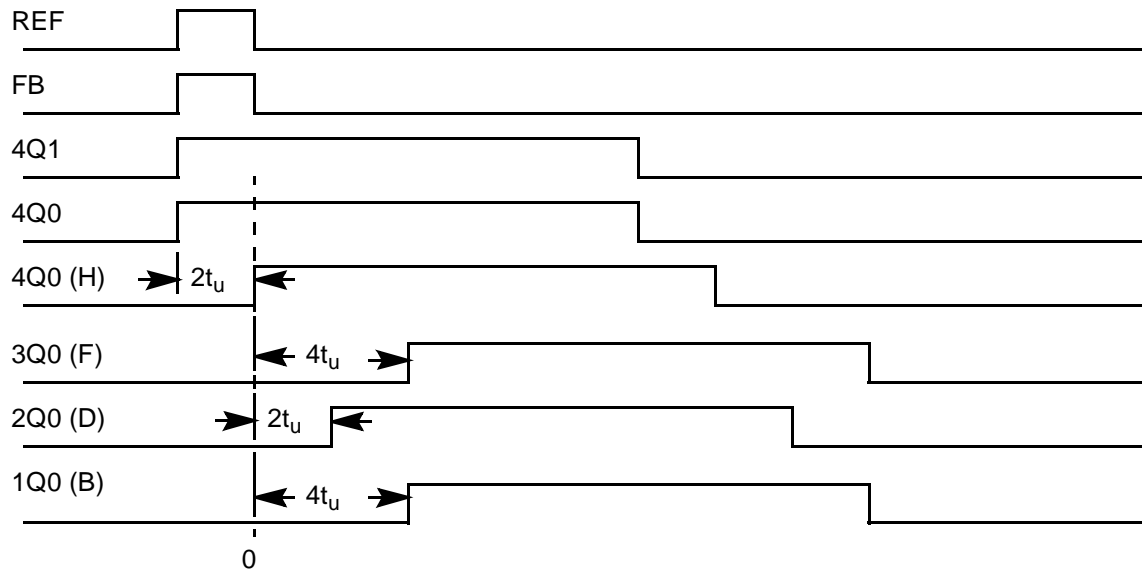 REF
FB
4Q1
4Q0
4Q0 (H) 2tu
3Q0 (F) 4tu
2Q0 (D) 2tu
1Q0 (B) 4tu
0